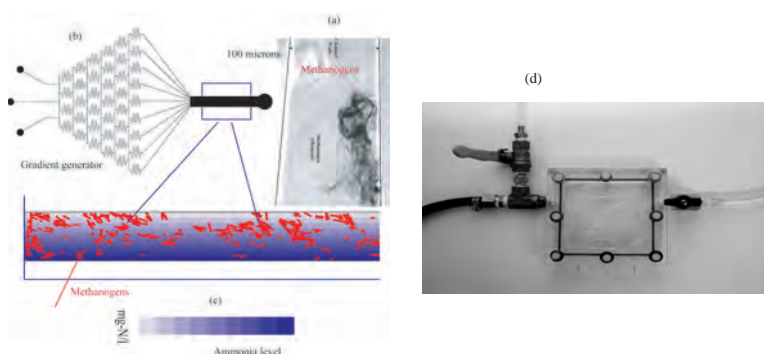 (a)
(b)
100 microns
Methanogens
Gradient generator
Methanogens
(c)
mg-N/l
Ammonia level
(d)